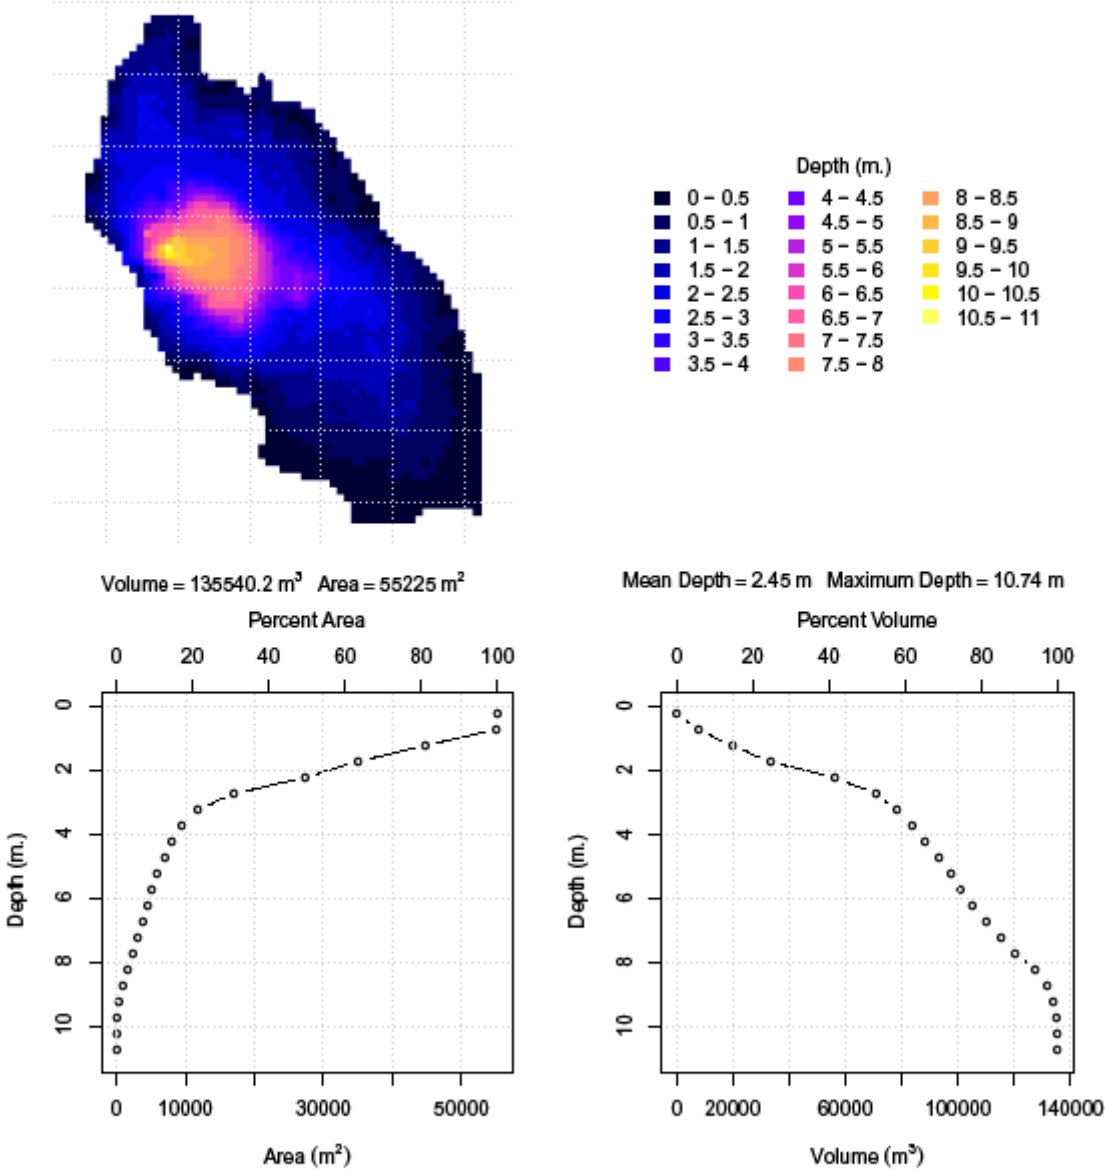 Depth (m.)
0 – 0.5 4 – 4.5 8 – 8.5
0.5 – 1 4.5 – 5 8.5 – 9
1 – 1.5 5 – 5.5 9 – 9.5
1.5 – 2 5.5 – 6 9.5 – 10
2 – 2.5 6 – 6.5 10 – 10.5
2.5 – 3 6.5 – 7 10.5 – 11
3 – 3.5 7 – 7.5
3.5 – 4 7.5 – 8
Volume = 135540.2 m³ Area = 55225 m²
Mean Depth = 2.45 m Maximum Depth = 10.74 m
Percent Area
0 20 40 60 80 100
Depth (m.)
0
2
4
6
8
10
0 10000 30000 50000
Area (m²)
Percent Volume
0 20 40 60 80 100
Depth (m.)
0
2
4
6
8
10
0 20000 60000 100000 140000
Volume (m³)